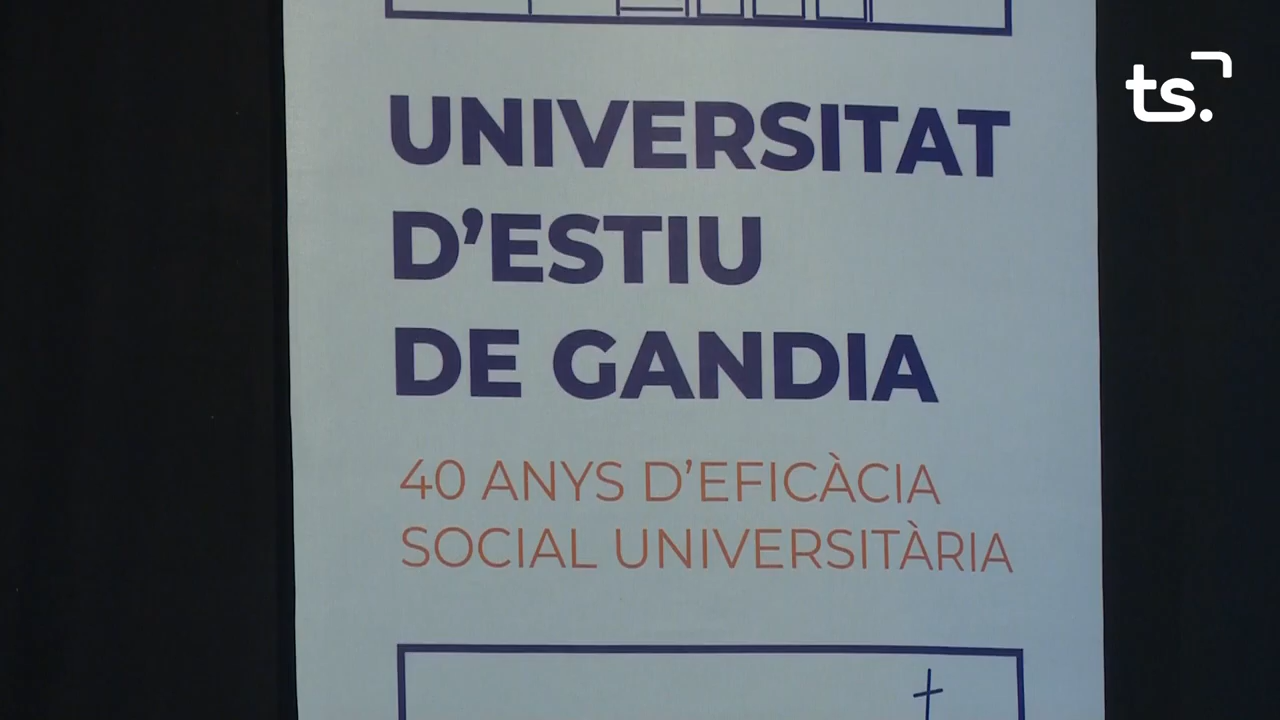 ts.
UNIVERSITAT
D'ESTIU
DE GANDIA
40 ANYS D'EFICÀCIA
SOCIAL UNIVERSITÀRIA